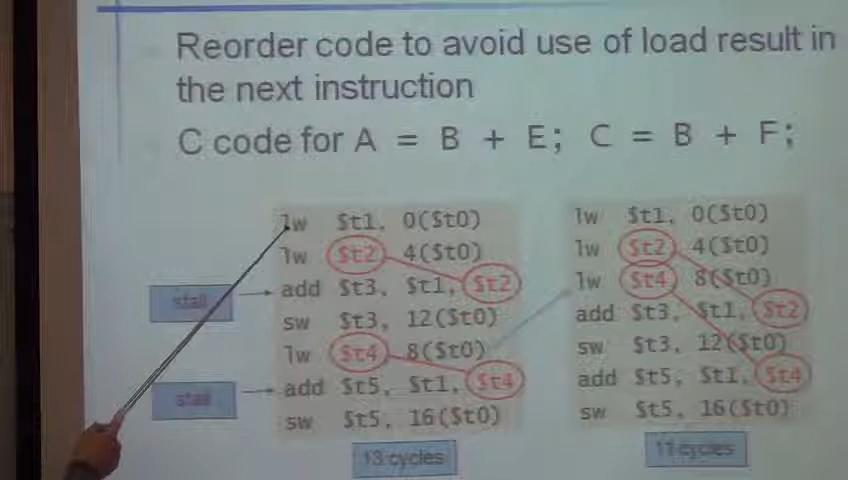 Reorder code to avoid use of load result in
the next instruction
C code for A = B + E; C = B + F;
lw $t1, 0($t0)
lw $t2, 4($t0)
stall add $t3, $t1, $t2
sw $t3, 12($t0)
lw $t4, 8($t0)
stall add $t5, $t1, $t4
sw $t5, 16($t0)
13 cycles
lw $t1, 0($t0)
lw $t2, 4($t0)
lw $t4, 8($t0)
add $t3, $t1, $t2
sw $t3, 12($t0)
add $t5, $t1, $t4
sw $t5, 16($t0)
11 cycles